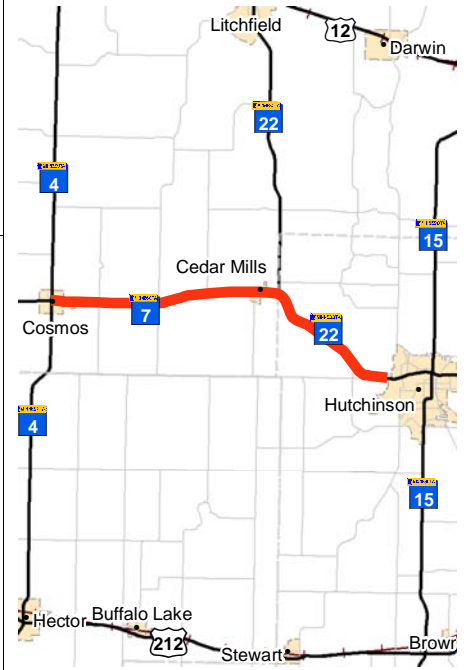 Litchfield
12
Darwin
22
4
15
Cedar Mills
7
Cosmos
22
Hutchinson
4
15
Hector
Buffalo Lake
212
Stewart
Brow